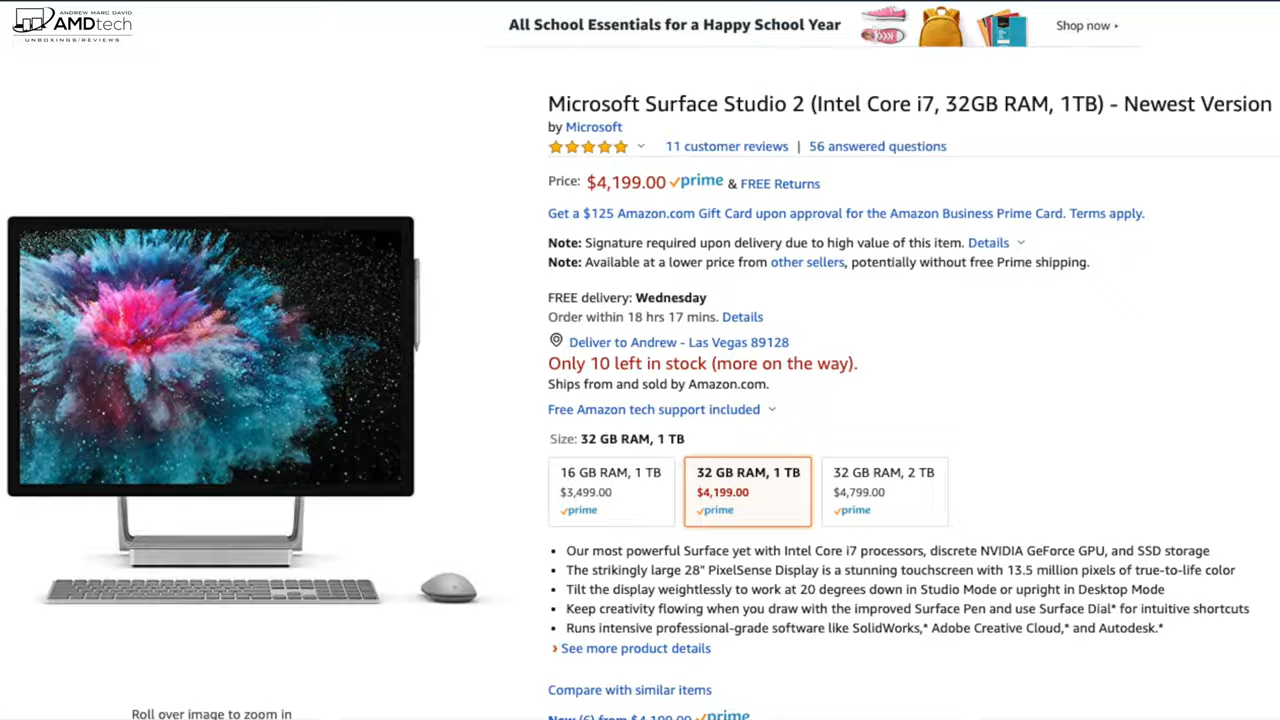 ANDREW MARC DAVID
AMDtech
UNBOXINGS/REVIEWS
All School Essentials for a Happy School Year
Shop now
Microsoft Surface Studio 2 (Intel Core i7, 32GB RAM, 1TB) - Newest Version
by Microsoft
11 customer reviews | 56 answered questions
Price: $4,199.00 prime & FREE Returns
Get a $125 Amazon.com Gift Card upon approval for the Amazon Business Prime Card. Terms apply.
Note: Signature required upon delivery due to high value of this item. Details
Note: Available at a lower price from other sellers, potentially without free Prime shipping.
FREE delivery: Wednesday
Order within 18 hrs 17 mins. Details
Deliver to Andrew - Las Vegas 89128
Only 10 left in stock (more on the way).
Ships from and sold by Amazon.com.
Free Amazon tech support included
Size: 32 GB RAM, 1 TB
16 GB RAM, 1 TB
$3,499.00
prime
32 GB RAM, 1 TB
$4,199.00
prime
32 GB RAM, 2 TB
$4,799.00
prime
• Our most powerful Surface yet with Intel Core i7 processors, discrete NVIDIA GeForce GPU, and SSD storage
• The strikingly large 28" PixelSense Display is a stunning touchscreen with 13.5 million pixels of true-to-life color
• Tilt the display weightlessly to work at 20 degrees down in Studio Mode or upright in Desktop Mode
• Keep creativity flowing when you draw with the improved Surface Pen and use Surface Dial* for intuitive shortcuts
• Runs intensive professional-grade software like SolidWorks,* Adobe Creative Cloud,* and Autodesk.*
› See more product details
Compare with similar items
New (6) from $4,199.00 prime
Roll over image to zoom in